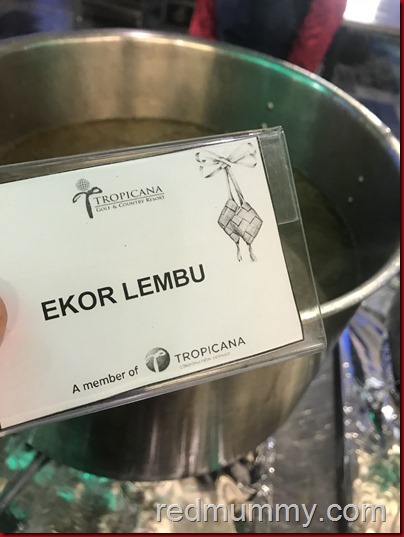 TROPICANA
GOLF & COUNTRY RESORT
EKOR LEMBU
A member of TROPICANA
redmummy.com